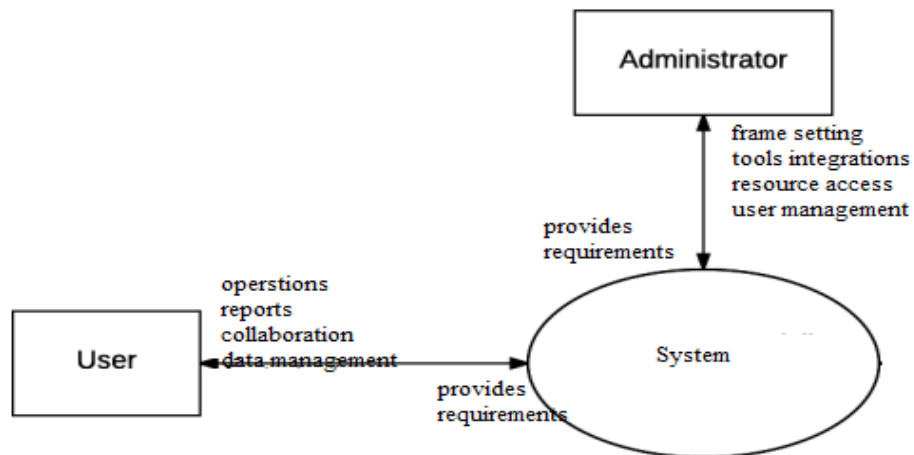 Administrator
frame setting
tools integrations
resource access
user management
provides
requirements
operstions
reports
collaboration
data management
User
System
provides
requirements